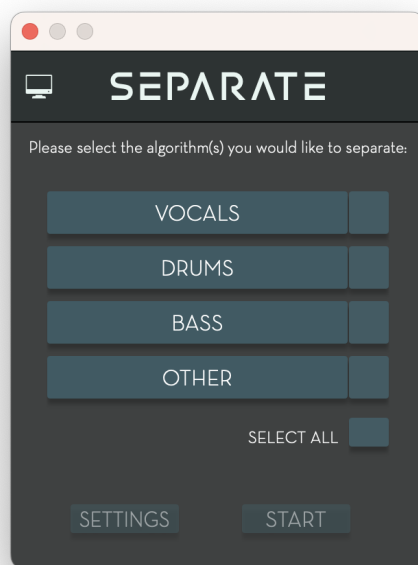 SEPARATE
Please select the algorithm(s) you would like to separate:
VOCALS
DRUMS
BASS
OTHER
SELECT ALL
SETTINGS START